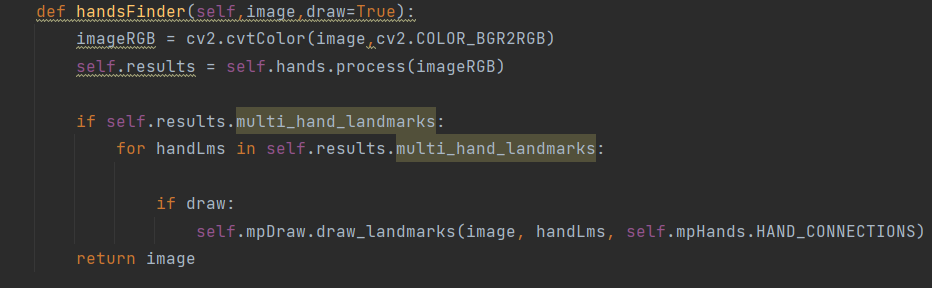 def handsFinder(self,image,draw=True):
imageRGB = cv2.cvtColor(image,cv2.COLOR_BGR2RGB)
self.results = self.hands.process(imageRGB)
if self.results.multi_hand_landmarks:
for handLms in self.results.multi_hand_landmarks:
if draw:
self.mpDraw.draw_landmarks(image, handLms, self.mpHands.HAND_CONNECTIONS)
return image